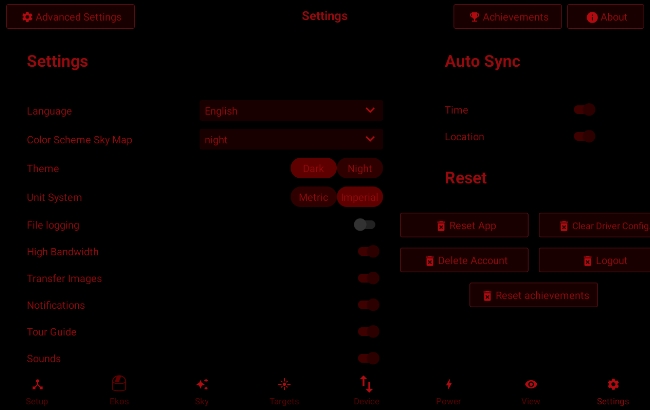 Advanced Settings
Settings
Achievements
About
Settings
Language
English
Color Scheme Sky Map
night
Theme
Dark
Night
Unit System
Metric
Imperial
File logging
High Bandwidth
Transfer Images
Notifications
Tour Guide
Sounds
Auto Sync
Time
Location
Reset
Reset App
Clear Driver Config
Delete Account
Logout
Reset achievements
Setup
Sky
Targets
Device
Power
View
Settings